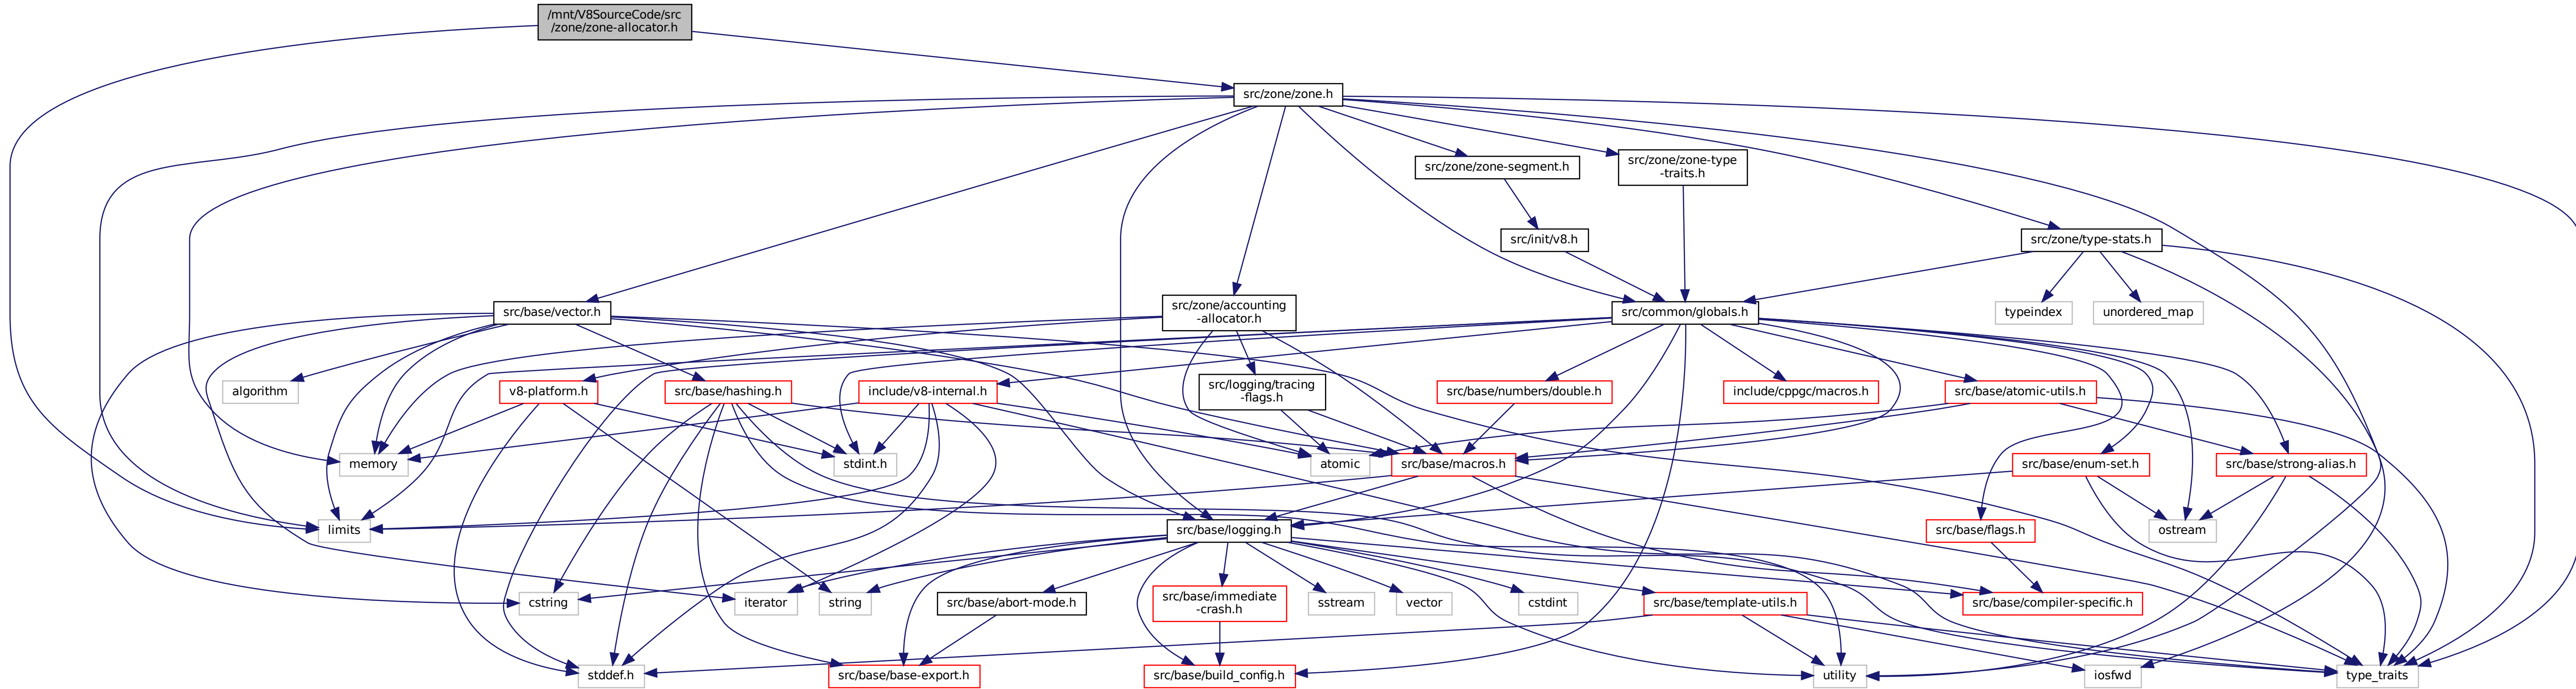 /mnt/V8SourceCode/src
/zone/zone-allocator.h
src/zone/zone.h
src/zone/zone-segment.h
src/zone/zone-type
-traits.h
src/init/v8.h
src/zone/type-stats.h
src/base/vector.h
src/zone/accounting
-allocator.h
src/common/globals.h
typeindex
unordered_map
algorithm
v8-platform.h
src/base/hashing.h
include/v8-internal.h
src/logging/tracing
-flags.h
src/base/numbers/double.h
include/cppgc/macros.h
src/base/atomic-utils.h
memory
stdint.h
atomic
src/base/macros.h
src/base/enum-set.h
src/base/strong-alias.h
limits
src/base/logging.h
src/base/flags.h
ostream
cstring
iterator
string
src/base/abort-mode.h
src/base/immediate
-crash.h
sstream
vector
cstdint
src/base/template-utils.h
src/base/compiler-specific.h
stddef.h
src/base/base-export.h
src/base/build_config.h
utility
iosfwd
type_traits